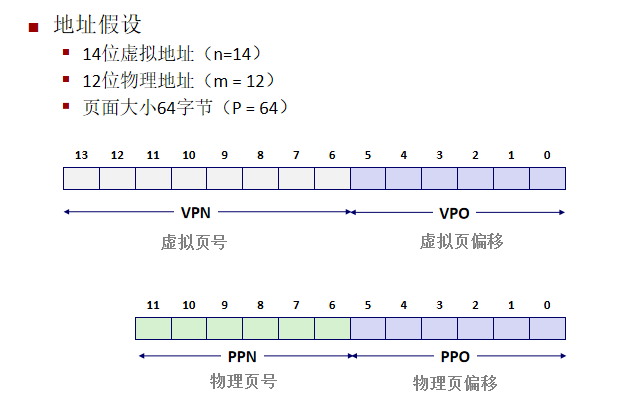 地址假设
14位虚拟地址（n=14）
12位物理地址（m = 12）
页面大小64字节（P = 64）
13 12 11 10 9 8 7 6 5 4 3 2 1 0
VPN VPO
虚拟页号 虚拟页偏移
11 10 9 8 7 6 5 4 3 2 1 0
PPN PPO
物理页号 物理页偏移